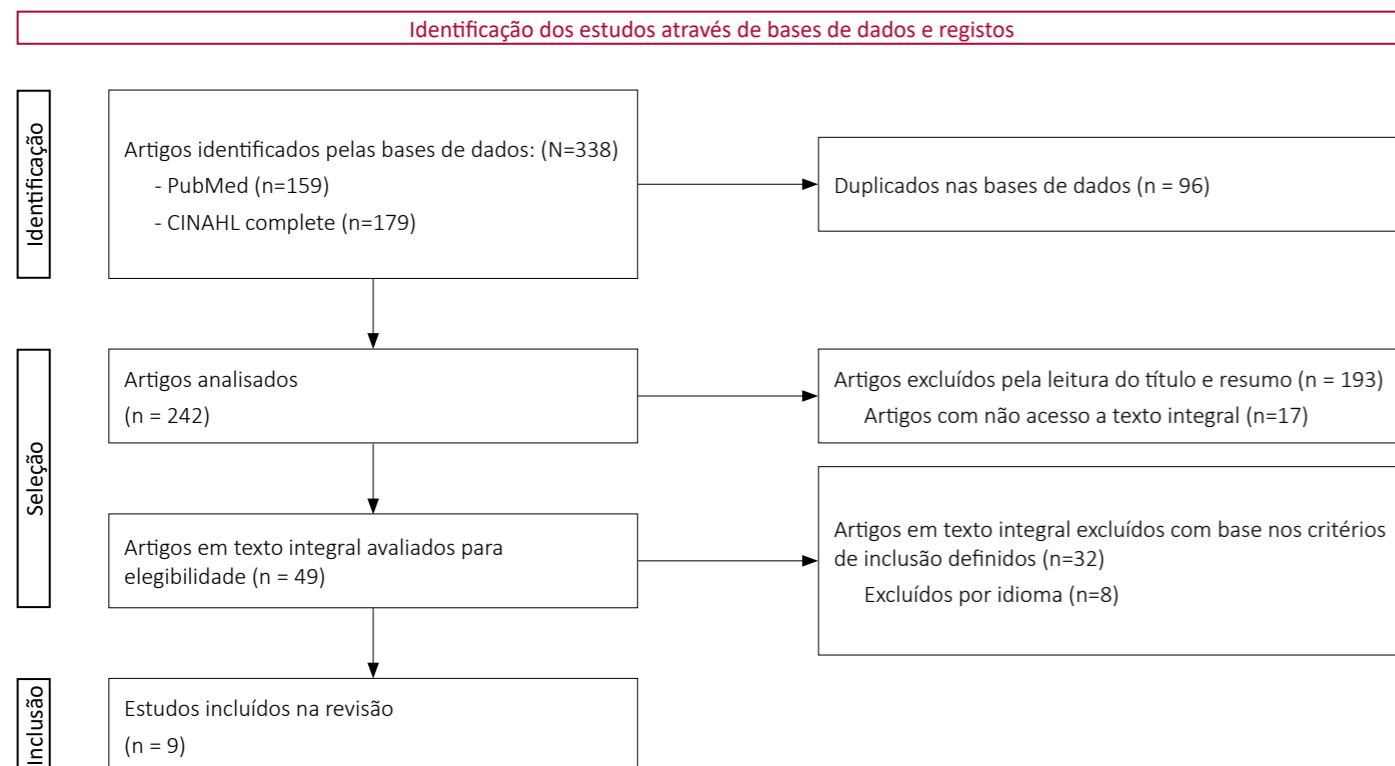 Identificação dos estudos através de bases de dados e registos
Identificação
Artigos identificados pelas bases de dados: (N=338)
- PubMed (n=159)
- CINAHL complete (n=179)
Duplicados nas bases de dados (n = 96)
Seleção
Artigos analisados
(n = 242)
Artigos excluídos pela leitura do título e resumo (n = 193)
Artigos com não acesso a texto integral (n=17)
Artigos em texto integral avaliados para
elegibilidade (n = 49)
Artigos em texto integral excluídos com base nos critérios
de inclusão definidos (n=32)
Excluídos por idioma (n=8)
Inclusão
Estudos incluídos na revisão
(n = 9)